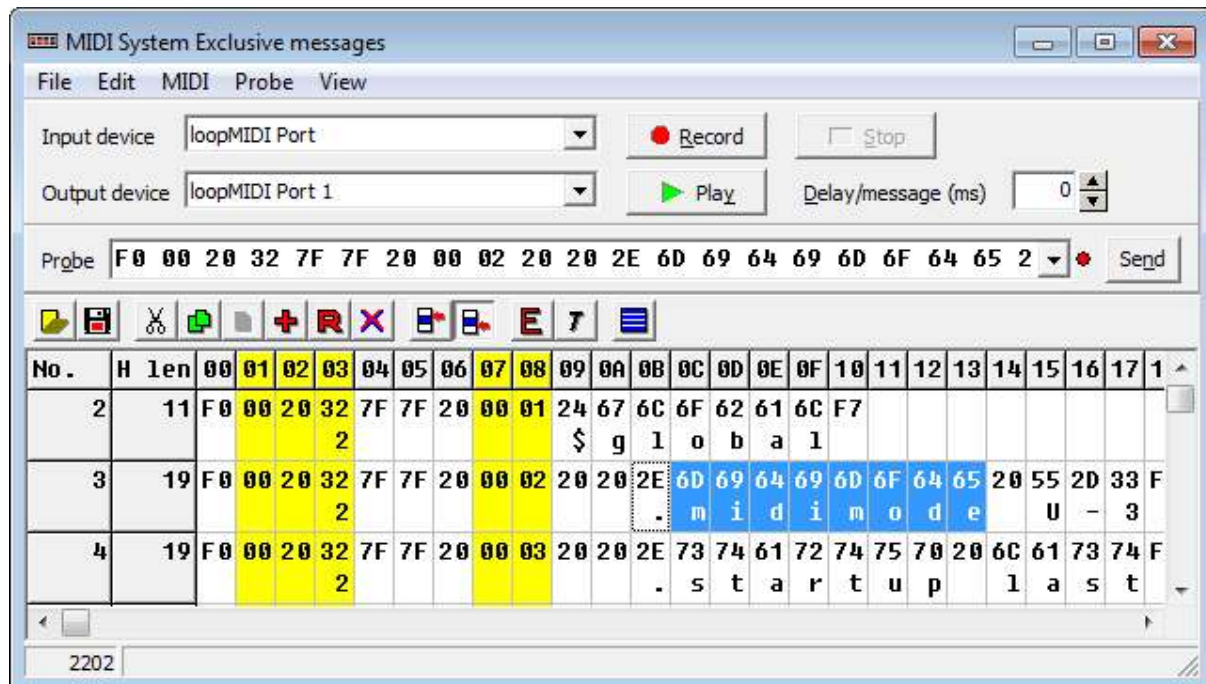 MIDI System Exclusive messages
File Edit MIDI Probe View
Input device loopMIDI Port Record Stop
Output device loopMIDI Port 1 Play Delay/message (ms) 0
Probe F0 00 20 32 7F 7F 20 00 02 20 20 2E 6D 69 64 69 6D 6F 64 65 2 Send
E T
No. H len 00 01 02 03 04 05 06 07 08 09 0A 0B 0C 0D 0E 0F 10 11 12 13 14 15 16 17 1
2 11 F0 00 20 32 7F 7F 20 00 01 24 67 6C 6F 62 61 6C F7
2 $ g l o b a l
3 19 F0 00 20 32 7F 7F 20 00 02 20 20 2E 6D 69 64 69 6D 6F 64 65 20 55 2D 33 F
2 . m i d i m o d e U - 3
4 19 F0 00 20 32 7F 7F 20 00 03 20 20 2E 73 74 61 72 74 75 70 20 6C 61 73 74 F
2 . s t a r t u p l a s t
2202